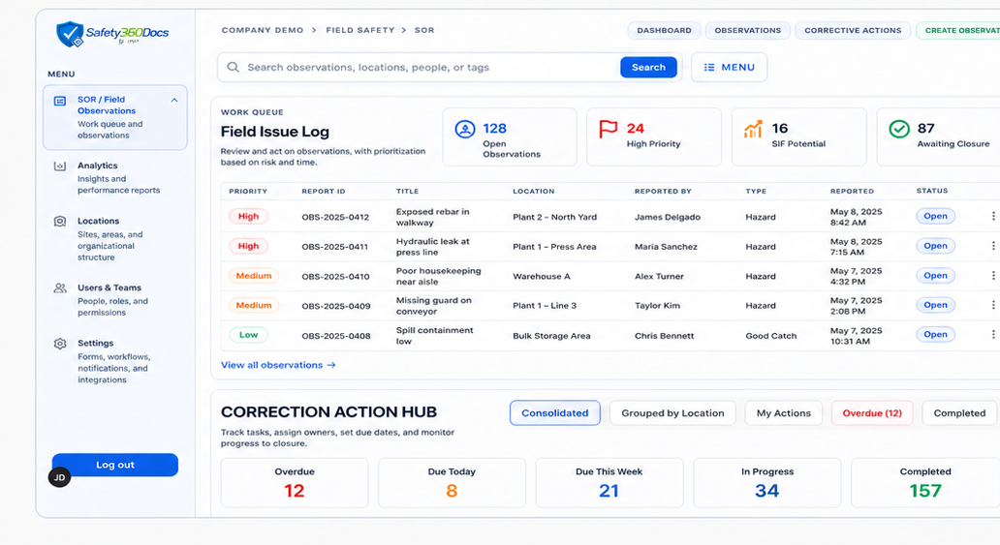 Safety360Docs
COMPANY DEMO > FIELD SAFETY > SOR
DASHBOARD
OBSERVATIONS
CORRECTIVE ACTIONS
CREATE OBSERVAT
MENU
SOR / Field
Observations
Work queue and
observations
Analytics
Insights and
performance reports
Locations
Sites, areas, and
organizational
structure
Users & Teams
People, roles, and
permissions
Settings
Forms, workflows,
notifications, and
integrations
Log out
JD
Search observations, locations, people, or tags
Search
MENU
WORK QUEUE
Field Issue Log
Review and act on observations, with prioritization
based on risk and time.
128
Open
Observations
24
High Priority
16
SIF Potential
87
Awaiting Closure
PRIORITY REPORT ID TITLE LOCATION REPORTED BY TYPE REPORTED STATUS
High OBS-2025-0412 Exposed rebar in walkway Plant 2 – North Yard James Delgado Hazard May 8, 2025 8:42 AM Open
High OBS-2025-0411 Hydraulic leak at press line Plant 1 – Press Area Maria Sanchez Hazard May 8, 2025 7:15 AM Open
Medium OBS-2025-0410 Poor housekeeping near aisle Warehouse A Alex Turner Hazard May 7, 2025 4:32 PM Open
Medium OBS-2025-0409 Missing guard on conveyor Plant 1 – Line 3 Taylor Kim Hazard May 7, 2025 2:08 PM Open
Low OBS-2025-0408 Spill containment low Bulk Storage Area Chris Bennett Good Catch May 7, 2025 10:31 AM Open
View all observations →
CORRECTION ACTION HUB
Track tasks, assign owners, set due dates, and monitor
progress to closure.
Consolidated
Grouped by Location
My Actions
Overdue (12)
Completed
Overdue
12
Due Today
8
Due This Week
21
In Progress
34
Completed
157